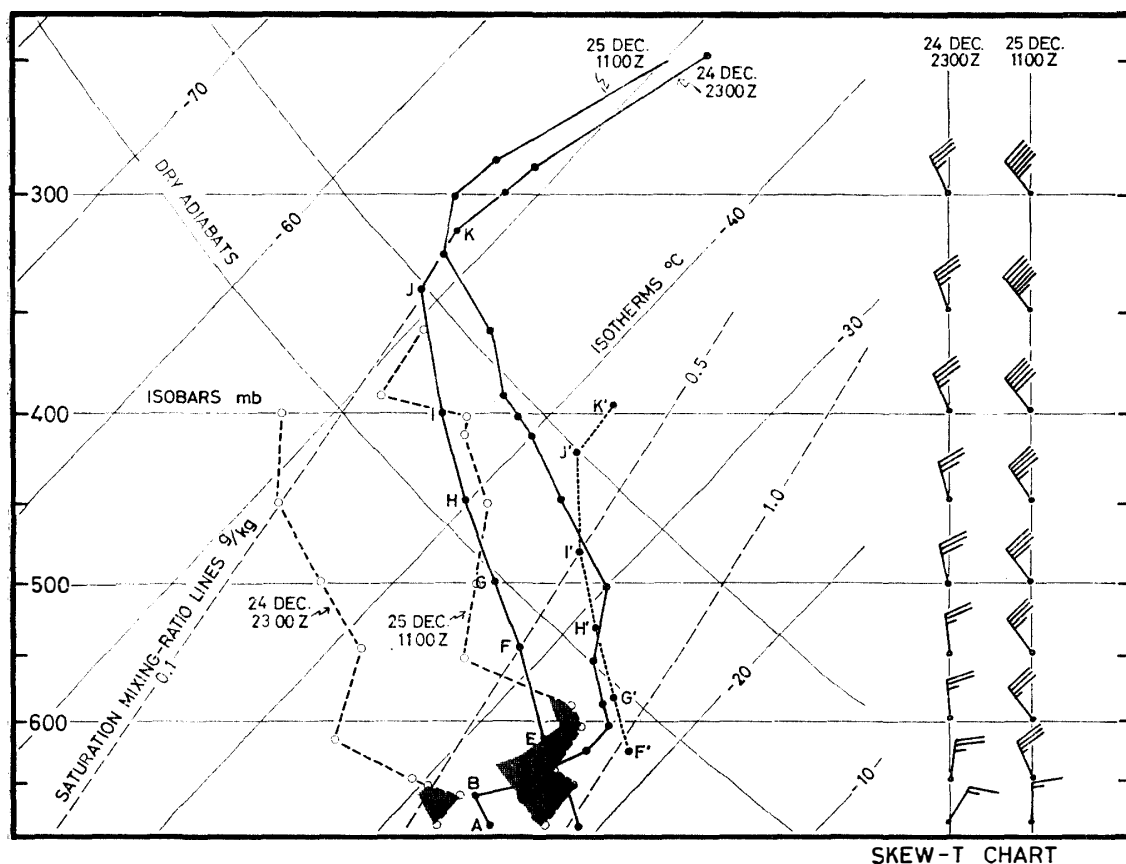 25 DEC.
1100Z
24 DEC.
2300Z
24 DEC.
2300Z
25 DEC.
1100Z
-70
DRY ADIABATS
-60
300
K
-40
J
ISOTHERMS °C
-30
0.5
ISOBARS mb
400
I
K'
J'
H
1.0
I'
SATURATION MIXING-RATIO LINES g/kg
0.1
500
G
24 DEC.
2300Z
25 DEC.
1100Z
F
H'
-20
G'
600
E
F'
B
-10
A
SKEW-T CHART